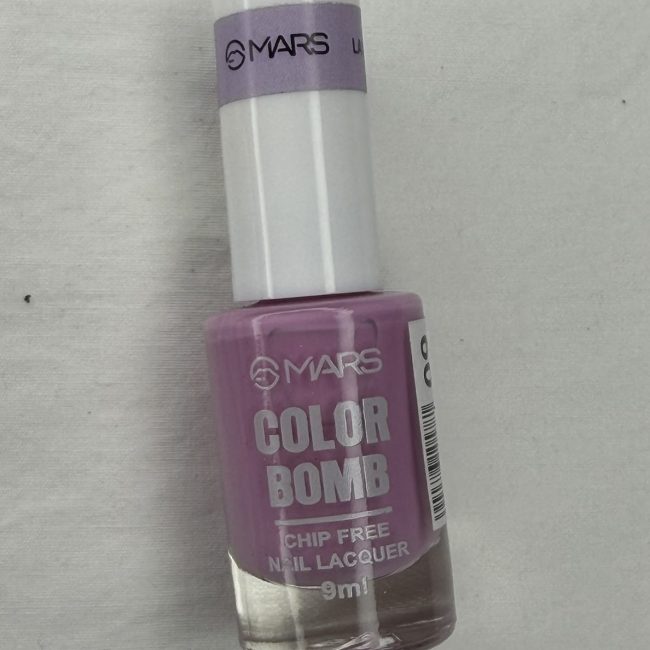 MARS
MARS
COLOR
BOMB
CHIP FREE
NAIL LACQUER
9ml